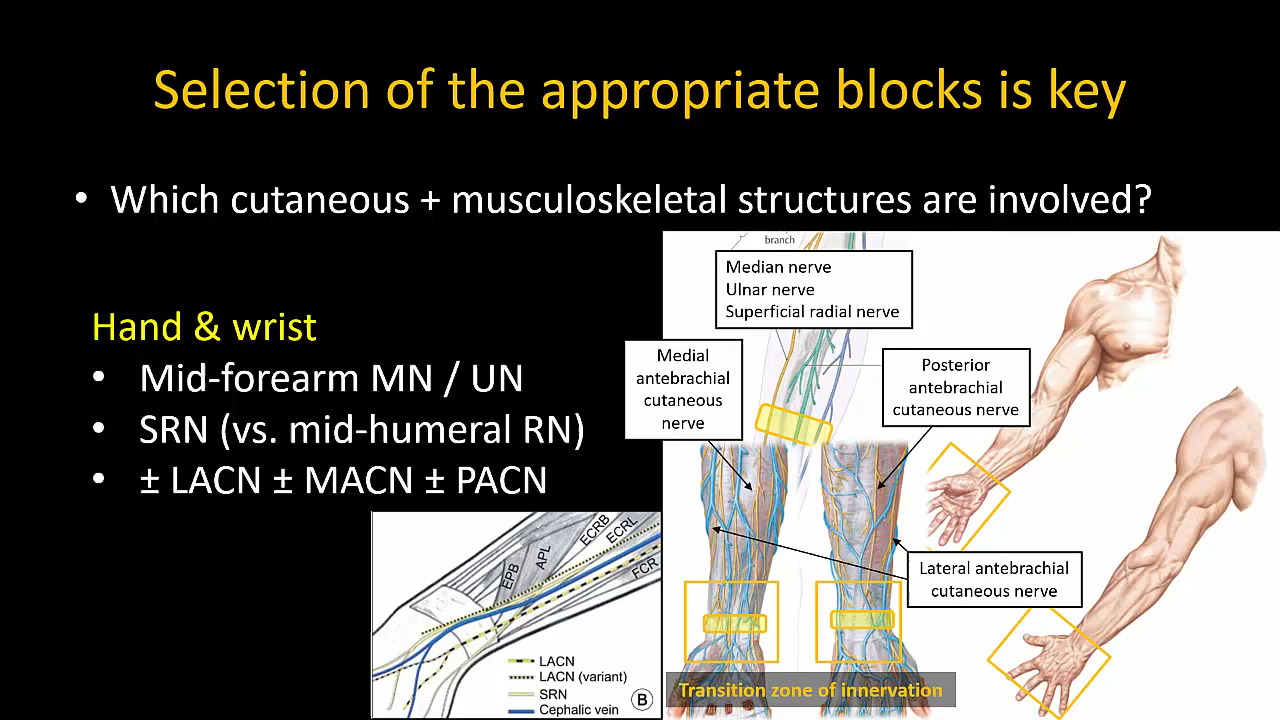 Selection of the appropriate blocks is key
• Which cutaneous + musculoskeletal structures are involved?
Hand & wrist
• Mid-forearm MN / UN
• SRN (vs. mid-humeral RN)
• ± LACN ± MACN ± PACN
branch
Median nerve
Ulnar nerve
Superficial radial nerve
Medial
antebrachial
cutaneous
nerve
Posterior
antebrachial
cutaneous nerve
Lateral antebrachial
cutaneous nerve
Transition zone of innervation
ECRB
ECRL
APL
EPB
FCR
LACN
LACN (variant)
SRN
Cephalic vein
B